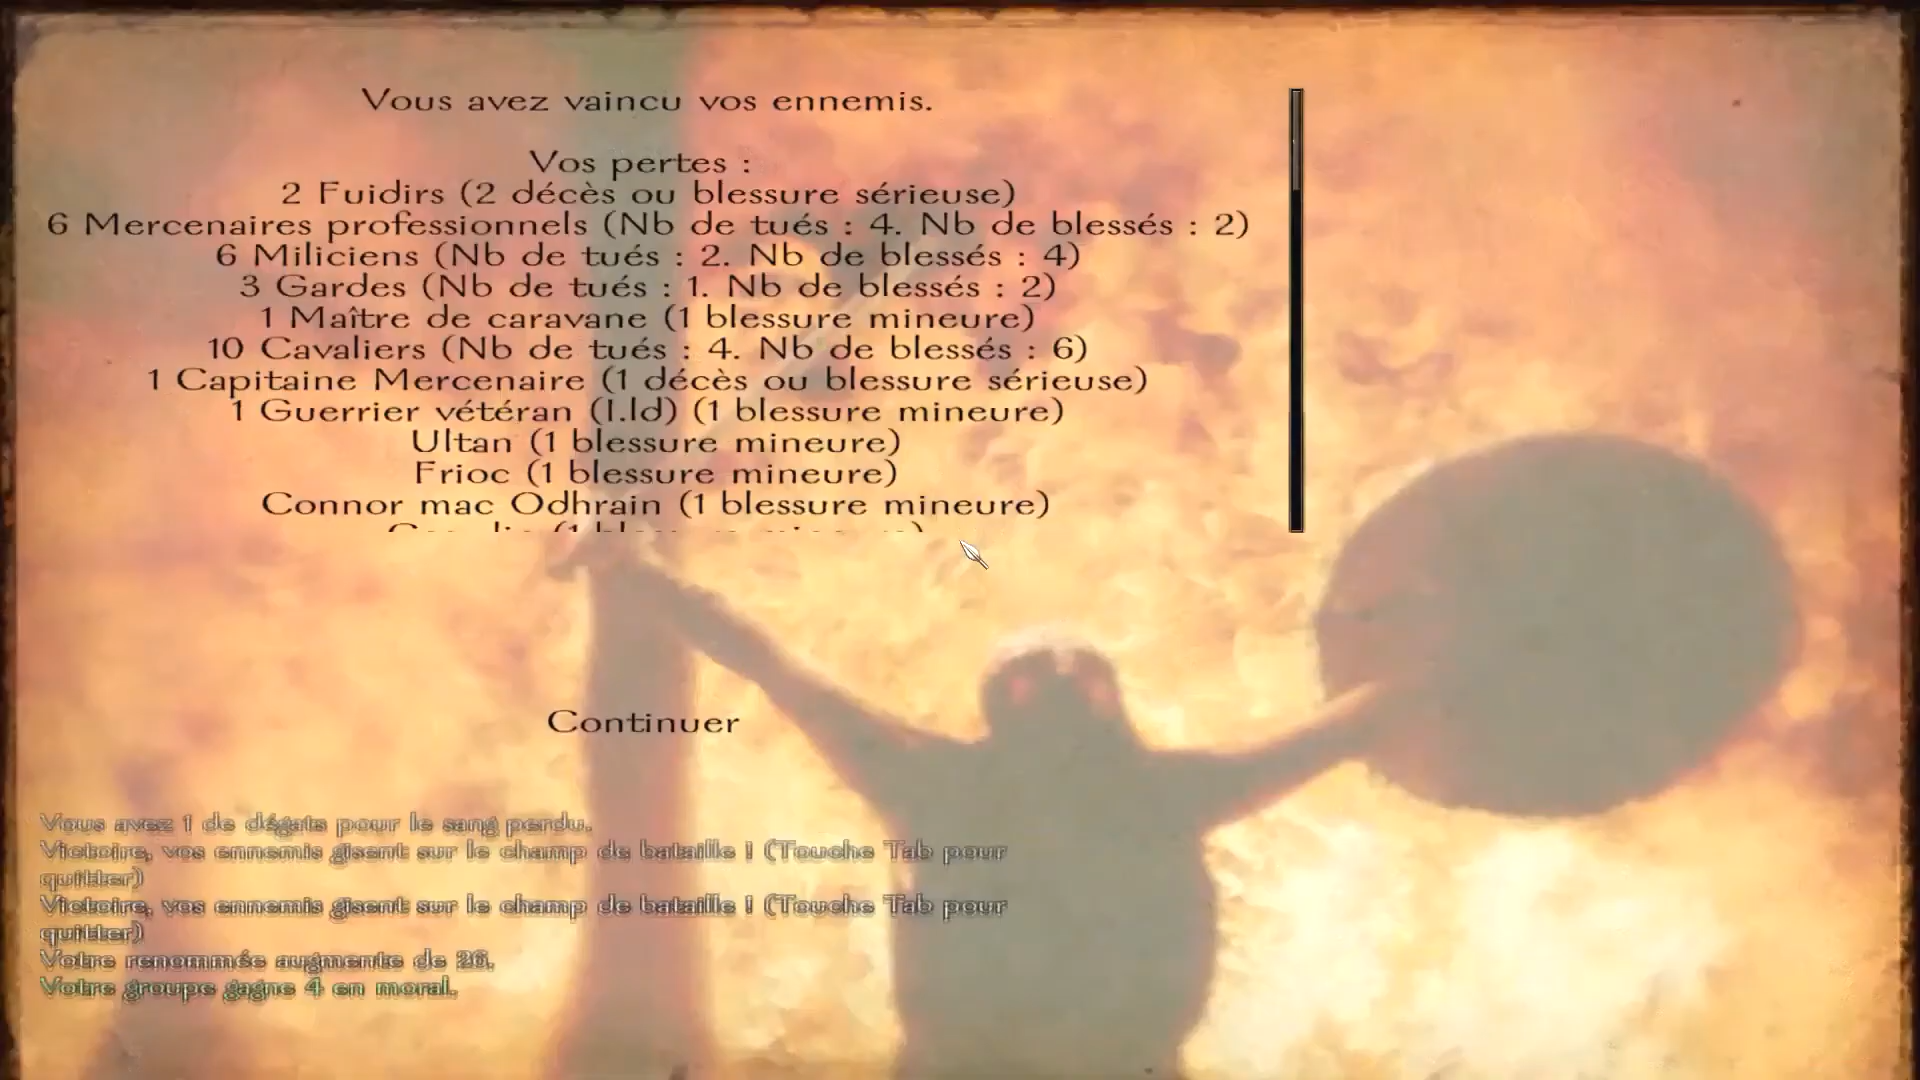 Vous avez vaincu vos ennemis.
Vos pertes :
2 Fuidirs (2 décès ou blessure sérieuse)
6 Mercenaires professionnels (Nb de tués : 4. Nb de blessés : 2)
6 Miliciens (Nb de tués : 2. Nb de blessés : 4)
3 Gardes (Nb de tués : 1. Nb de blessés : 2)
1 Maître de caravane (1 blessure mineure)
10 Cavaliers (Nb de tués : 4. Nb de blessés : 6)
1 Capitaine Mercenaire (1 décès ou blessure sérieuse)
1 Guerrier vétéran (I.Id) (1 blessure mineure)
Ultan (1 blessure mineure)
Frioc (1 blessure mineure)
Connor mac Odhrain (1 blessure mineure)
(1 blessure mineure)
Continuer
Vous avez 1 de dégats pour le sang perdu.
Victoire, vos ennemis gisent sur le champ de bataille ! (Touche Tab pour
quitter)
Victoire, vos ennemis gisent sur le champ de bataille ! (Touche Tab pour
quitter)
Votre renommée augmente de 26.
Votre groupe gagne 4 en moral.